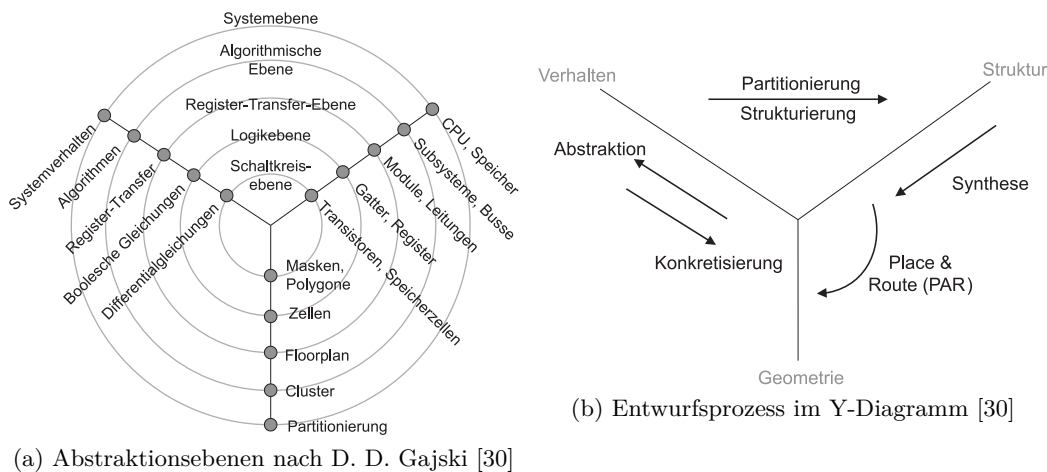 Systemebene
Algorithmische
Ebene
Register-Transfer-Ebene
Logikebene
Schaltkreis-
ebene
Systemverhalten
Algorithmen
Register-Transfer
Boolesche Gleichungen
Differentialgleichungen
CPU, Speicher
Subsysteme, Busse
Module, Leitungen
Gatter, Register
Transistoren, Speicherzellen
Masken,
Polygone
Zellen
Floorplan
Cluster
Partitionierung
(a) Abstraktionsebenen nach D. D. Gajski [30]
Verhalten
Struktur
Partitionierung
Strukturierung
Abstraktion
Konkretisierung
Synthese
Place &
Route (PAR)
Geometrie
(b) Entwurfsprozess im Y-Diagramm [30]